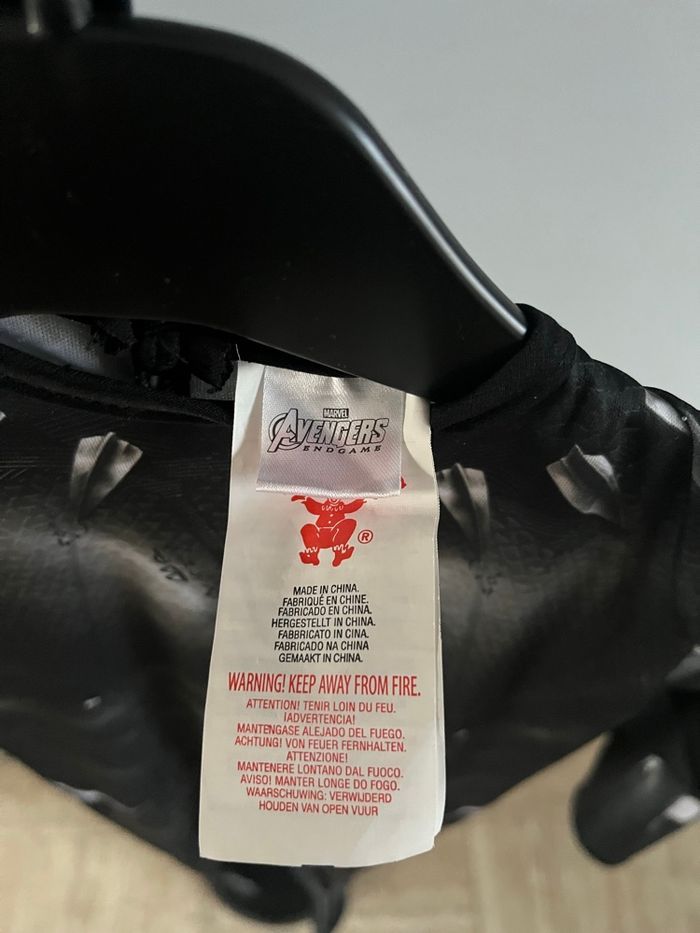 MARVEL
AVENGERS
ENDGAME
®
MADE IN CHINA.
FABRIQUÉ EN CHINE.
FABRICADO EN CHINA.
HERGESTELLT IN CHINA.
FABBRICATO IN CINA.
FABRICADO NA CHINA
GEMAAKT IN CHINA.
WARNING! KEEP AWAY FROM FIRE.
ATTENTION! TENIR LOIN DU FEU.
¡ADVERTENCIA!
MANTENGASE ALEJADO DEL FUEGO.
ACHTUNG! VON FEUER FERNHALTEN.
ATTENZIONE!
MANTENERE LONTANO DAL FUOCO.
AVISO! MANTER LONGE DO FOGO.
WAARSCHUWING: VERWIJDERD
HOUDEN VAN OPEN VUUR